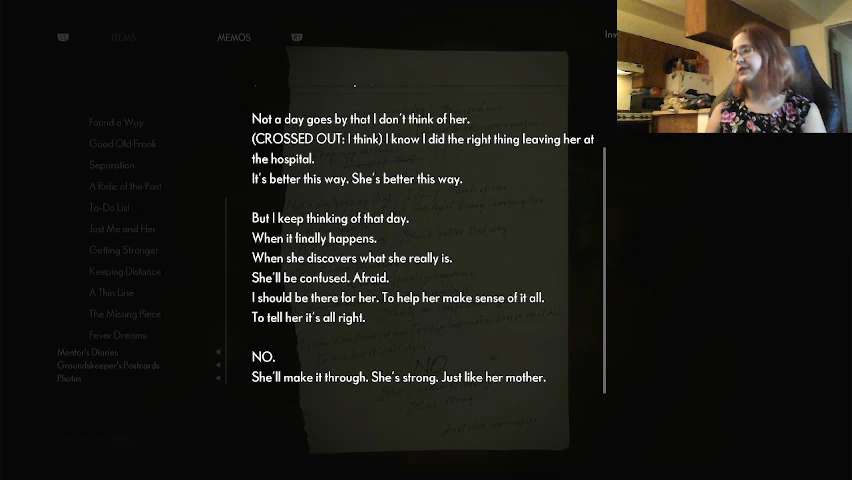 ITEMS
MEMOS
Inv
Found a Way
Good Old Frank
Separation
A Relic of the Past
To-Do List
Just Me and Her
Getting Stranger
Keeping Distance
A Thin Line
The Missing Piece
Fever Dreams
Mentor's Diaries
Groundskeeper's Postcards
Photos
Not a day goes by that I don't think of her.
(CROSSED OUT: I think) I know I did the right thing leaving her at
the hospital.
It's better this way. She's better this way.
But I keep thinking of that day.
When it finally happens.
When she discovers what she really is.
She'll be confused. Afraid.
I should be there for her. To help her make sense of it all.
To tell her it's all right.
NO.
She'll make it through. She's strong. Just like her mother.